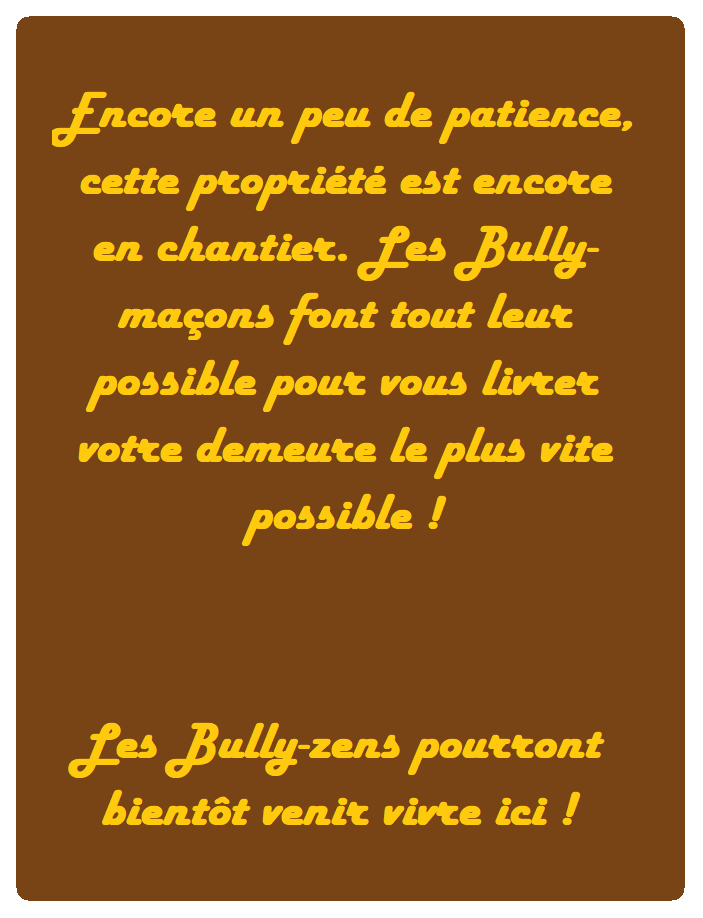 Encore un peu de patience,
cette propriété est encore
en chantier. Les Bully-
maçons font tout leur
possible pour vous livrer
votre demeure le plus vite
possible !
Les Bully-zens pourront
bientôt venir vivre ici !